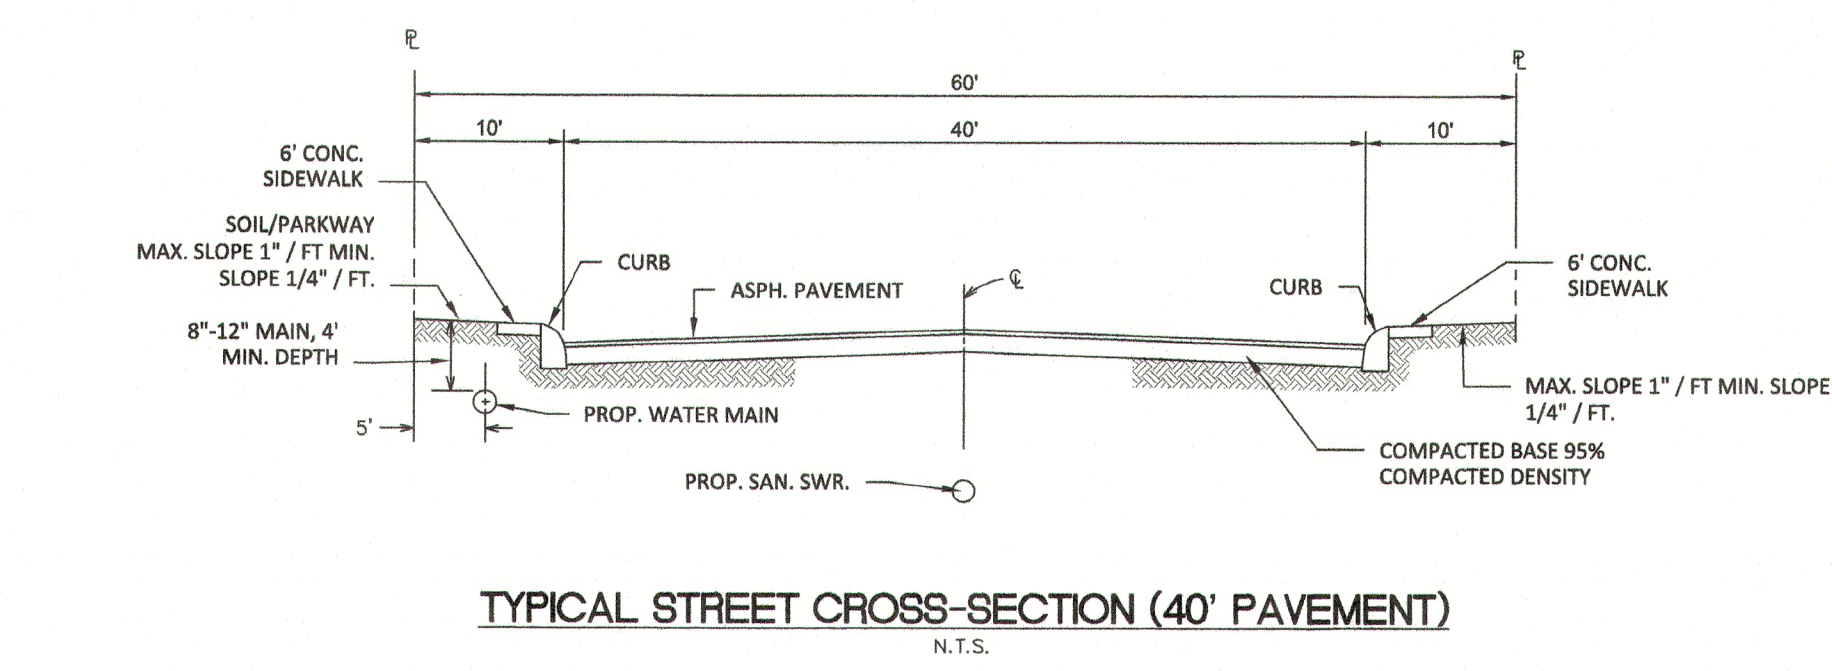 ℄
℄
60'
10'
40'
10'
6' CONC.
SIDEWALK
SOIL/PARKWAY
MAX. SLOPE 1" / FT MIN.
SLOPE 1/4" / FT.
8"-12" MAIN, 4'
MIN. DEPTH
5'
CURB
ASPH. PAVEMENT
℄
CURB
6' CONC.
SIDEWALK
MAX. SLOPE 1" / FT MIN. SLOPE
1/4" / FT.
PROP. WATER MAIN
COMPACTED BASE 95%
COMPACTED DENSITY
PROP. SAN. SWR.
TYPICAL STREET CROSS-SECTION (40' PAVEMENT)
N.T.S.